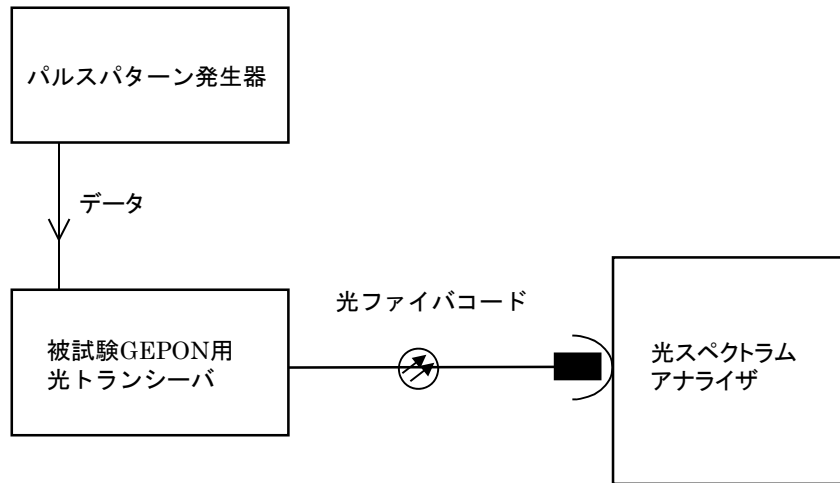 パルスパターン発生器
データ
被試験GEPON用
光トランシーバ
光ファイバコード
光スペクトラム
アナライザ